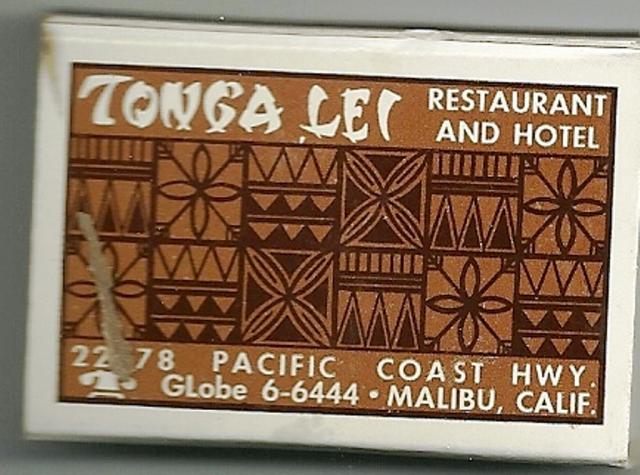 TONGA LEI
RESTAURANT
AND HOTEL
PACIFIC COAST HWY.
GLobe 6-6444 • MALIBU, CALIF.